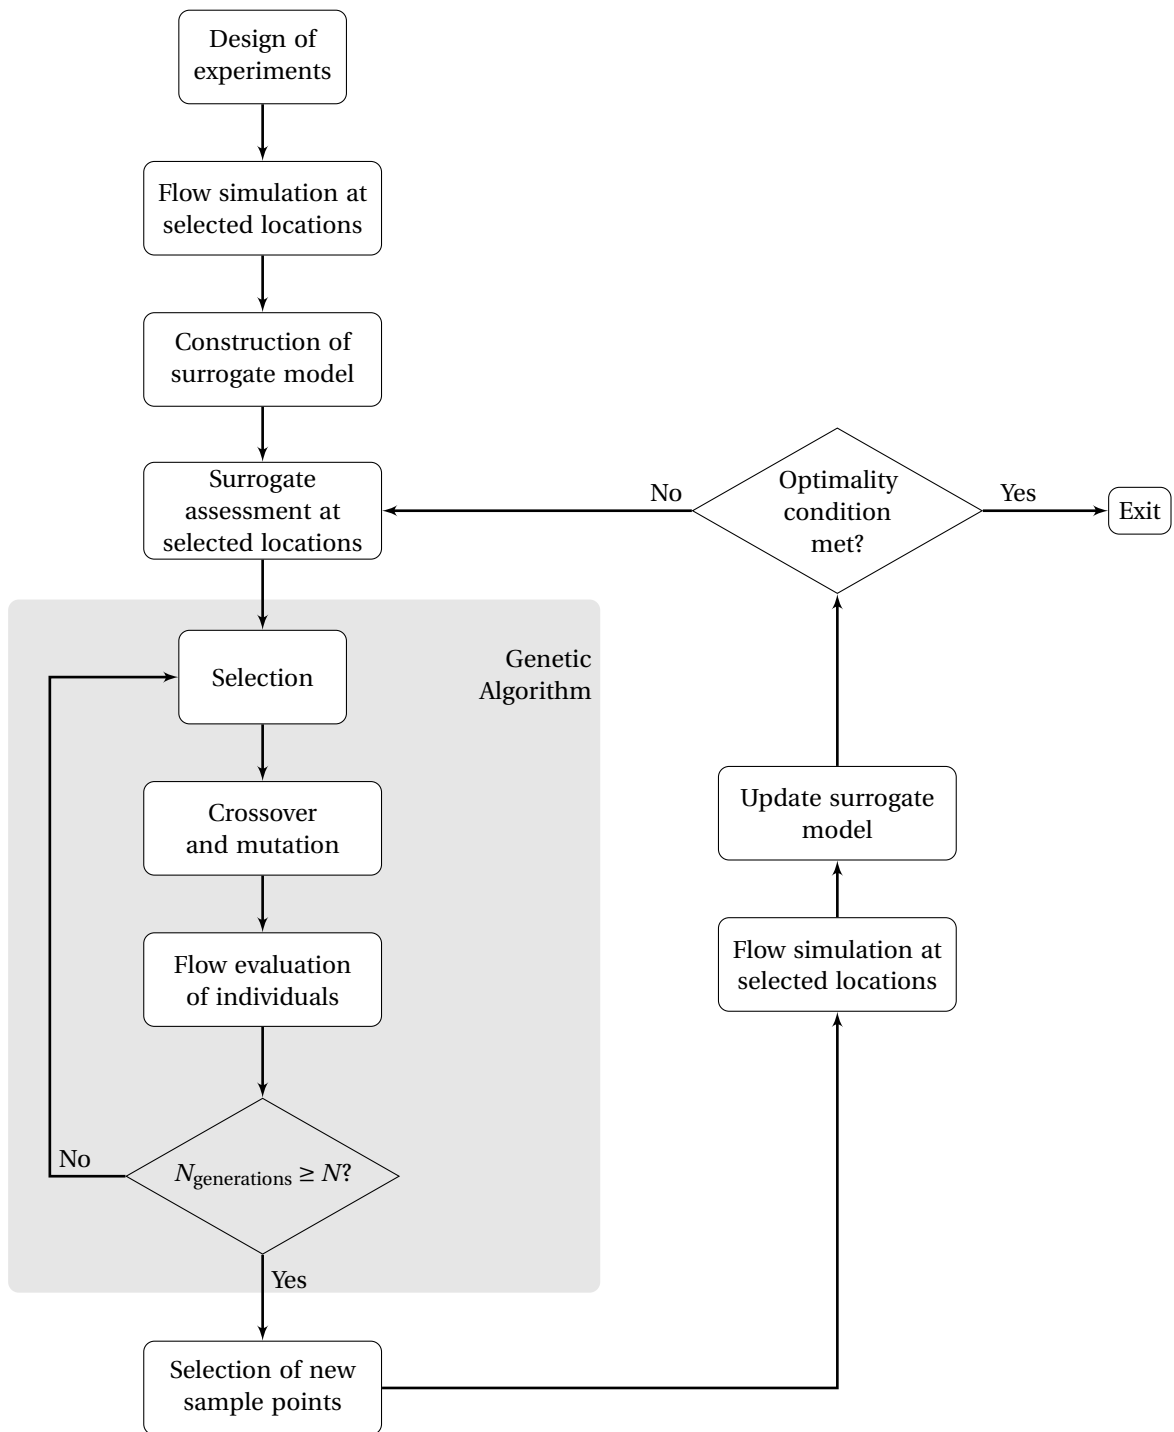 Design of
experiments
Flow simulation at
selected locations
Construction of
surrogate model
Surrogate
assessment at
selected locations
No
Optimality
condition
met?
Yes
Exit
Genetic
Algorithm
Selection
Crossover
and mutation
Update surrogate
model
Flow evaluation
of individuals
Flow simulation at
selected locations
No
N_generations ≥ N?
Yes
Selection of new
sample points